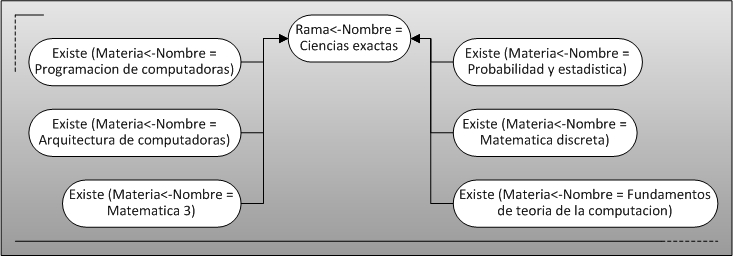 Rama<-Nombre =
Ciencias exactas
Existe (Materia<-Nombre =
Programacion de computadoras)
Existe (Materia<-Nombre =
Probabilidad y estadistica)
Existe (Materia<-Nombre =
Arquitectura de computadoras)
Existe (Materia<-Nombre =
Matematica discreta)
Existe (Materia<-Nombre =
Matematica 3)
Existe (Materia<-Nombre = Fundamentos
de teoria de la computacion)